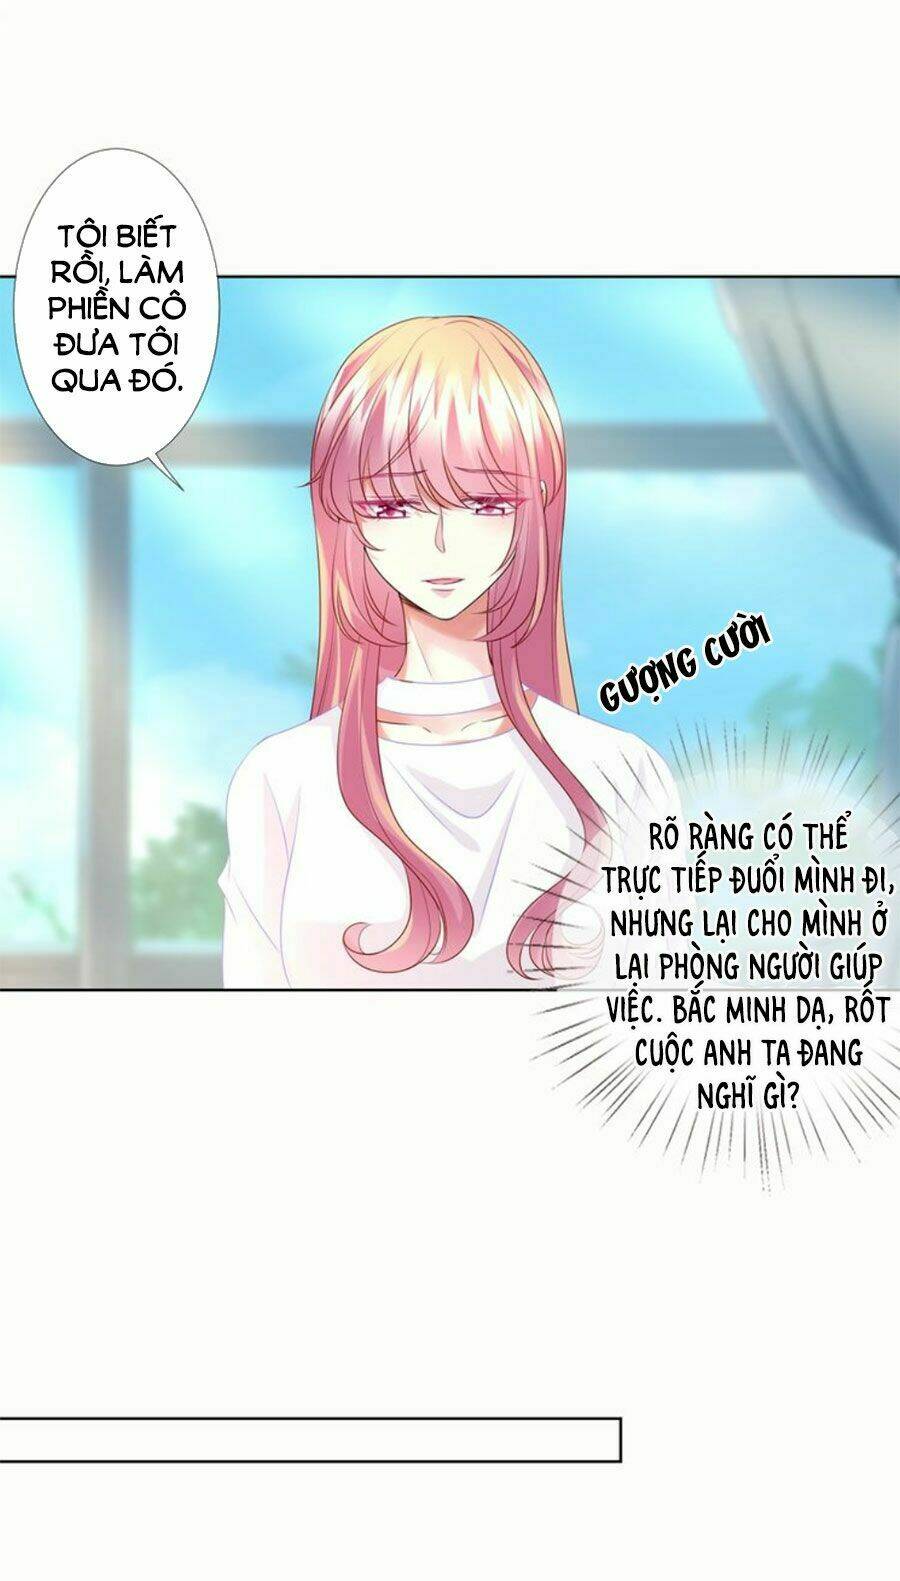 TÔI BIẾT
RỒI, LÀM
PHIỀN CÔ
ĐƯA TÔI
QUA ĐÓ.
GƯỢNG CƯỜI
RÕ RÀNG CÓ THỂ
TRỰC TIẾP ĐUỔI MÌNH ĐI,
NHƯNG LẠI CHO MÌNH Ở
LẠI PHÒNG NGƯỜI GIÚP
VIỆC. BẮC MINH DẠ, RỐT
CUỘC ANH TA ĐANG
NGHĨ GÌ?